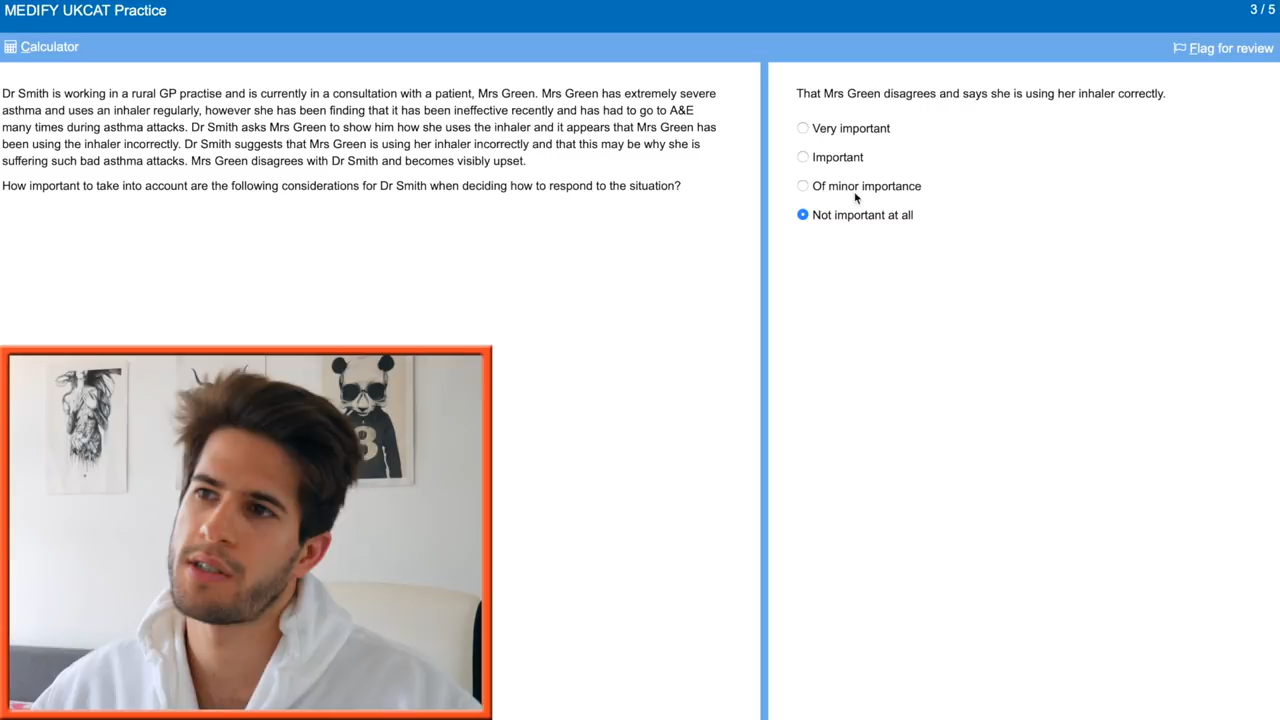 MEDIFY UKCAT Practice
3 / 5
Calculator
Flag for review
Dr Smith is working in a rural GP practise and is currently in a consultation with a patient, Mrs Green. Mrs Green has extremely severe
asthma and uses an inhaler regularly, however she has been finding that it has been ineffective recently and has had to go to A&E
many times during asthma attacks. Dr Smith asks Mrs Green to show him how she uses the inhaler and it appears that Mrs Green has
been using the inhaler incorrectly. Dr Smith suggests that Mrs Green is using her inhaler incorrectly and that this may be why she is
suffering such bad asthma attacks. Mrs Green disagrees with Dr Smith and becomes visibly upset.
How important to take into account are the following considerations for Dr Smith when deciding how to respond to the situation?
That Mrs Green disagrees and says she is using her inhaler correctly.
Very important
Important
Of minor importance
Not important at all